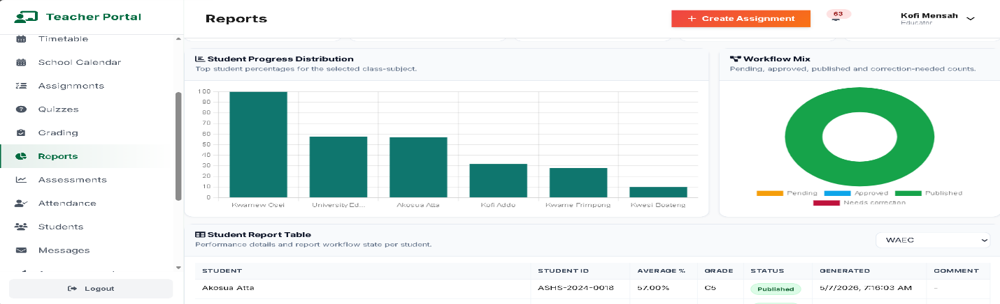 Teacher Portal
Reports
+ Create Assignment
63
Kofi Mensah
Educator
Timetable
School Calendar
Assignments
Quizzes
Grading
Reports
Assessments
Attendance
Students
Messages
Logout
Student Progress Distribution
Top student percentages for the selected class-subject.
100
90
80
70
60
50
40
30
20
10
0
Kwamew Osei
University Ed...
Akosua Atta
Kofi Addo
Kwame Frimpong
Kwesi Boateng
Workflow Mix
Pending, approved, published and correction-needed counts.
Pending Approved Published
Needs correction
Student Report Table
Performance details and report workflow state per student.
WAEC
STUDENT STUDENT ID AVERAGE % GRADE STATUS GENERATED COMMENT
Akosua Atta ASHS-2024-0018 57.00% C5 Published 5/7/2026, 7:16:03 AM -